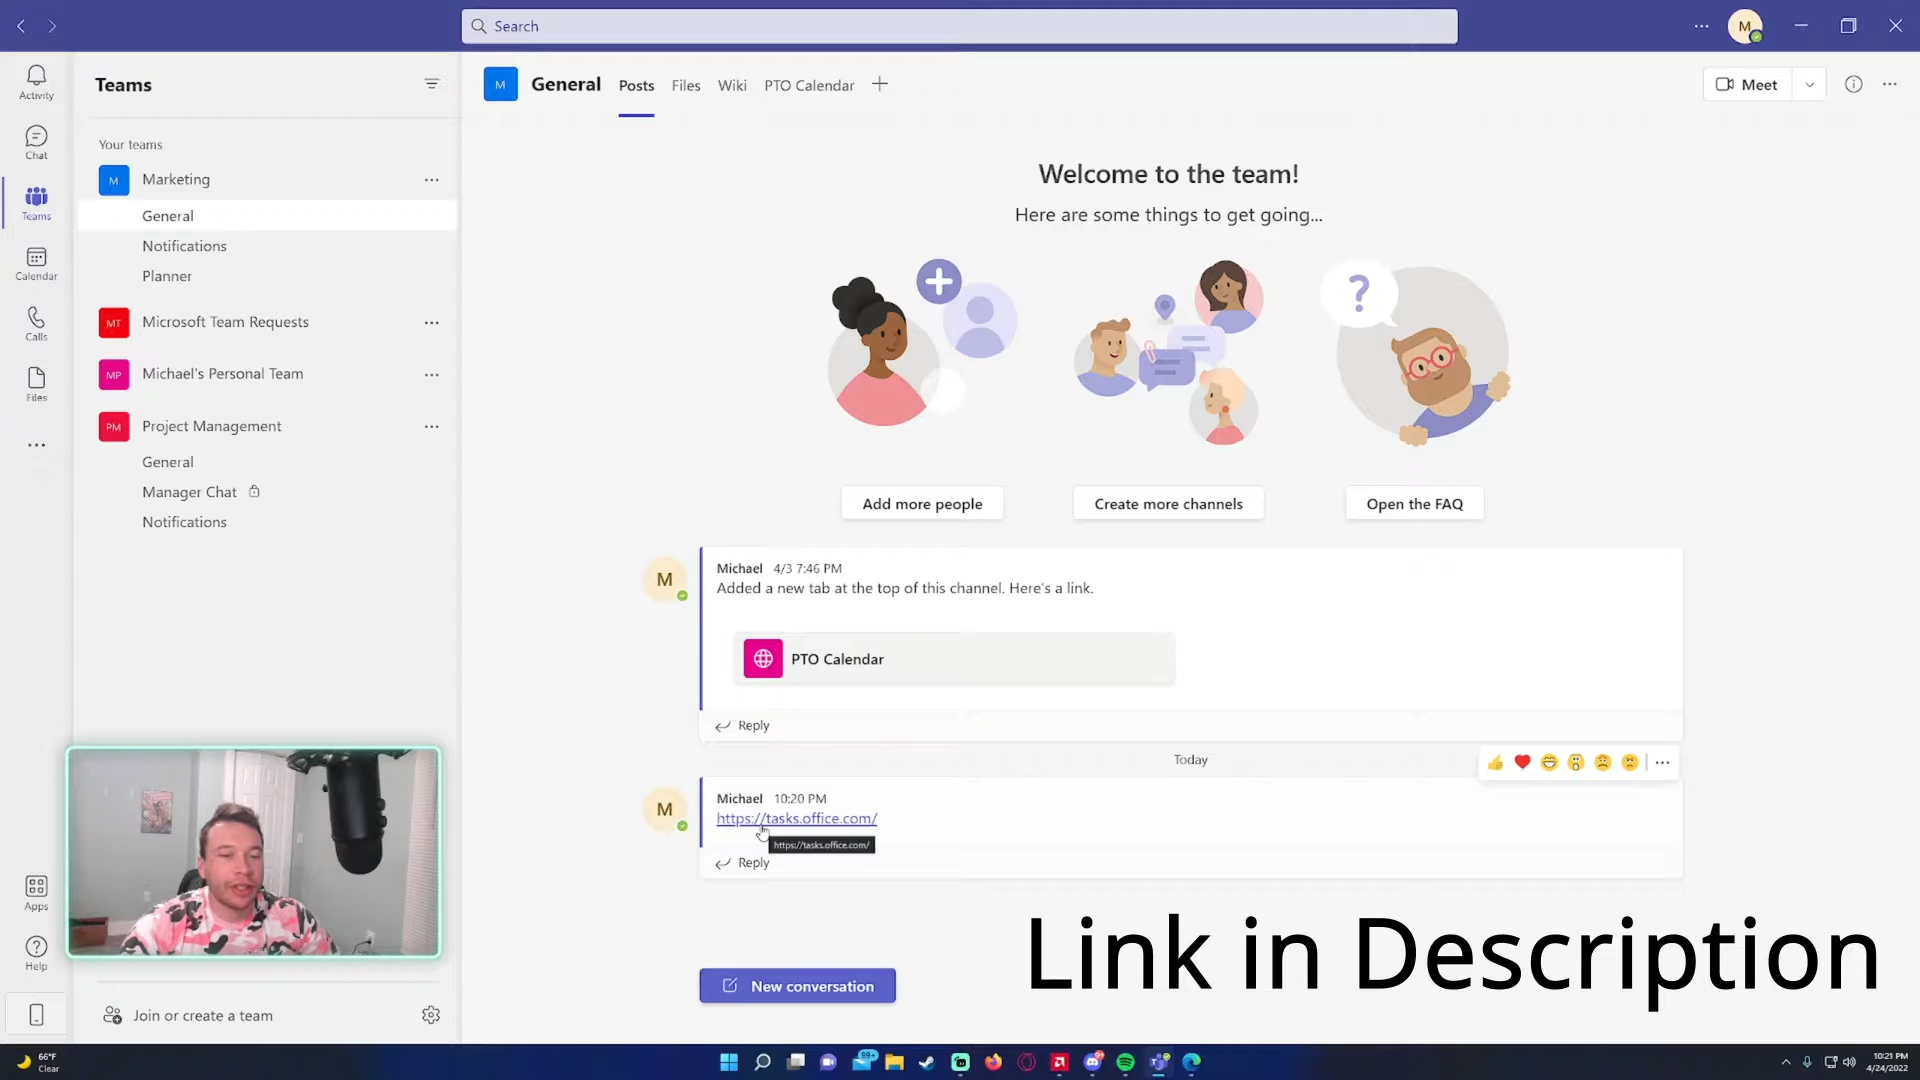 Search
M
Activity
Chat
Teams
Calendar
Calls
Files
Apps
Help
Teams
Your teams
M Marketing
General
Notifications
Planner
MT Microsoft Team Requests
MP Michael's Personal Team
PM Project Management
General
Manager Chat
Notifications
Join or create a team
M General Posts Files Wiki PTO Calendar
Meet
Welcome to the team!
Here are some things to get going...
?
Add more people
Create more channels
Open the FAQ
M
Michael 4/3 7:46 PM
Added a new tab at the top of this channel. Here's a link.
PTO Calendar
Reply
Today
M
Michael 10:20 PM
https://tasks.office.com/
https://tasks.office.com/
Reply
New conversation
Link in Description
66°F
Clear
99+
10:21 PM
4/24/2022